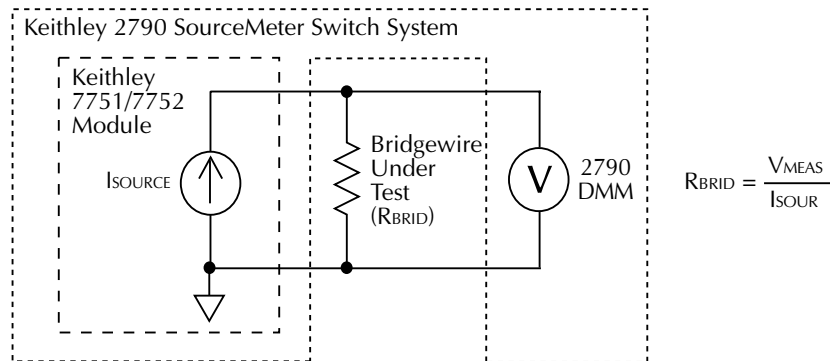 Keithley 2790 SourceMeter Switch System
Keithley
7751/7752
Module
ISOURCE
Bridgewire
Under
Test
(RBRID)
V
2790
DMM
RBRID = VMEAS
ISOUR